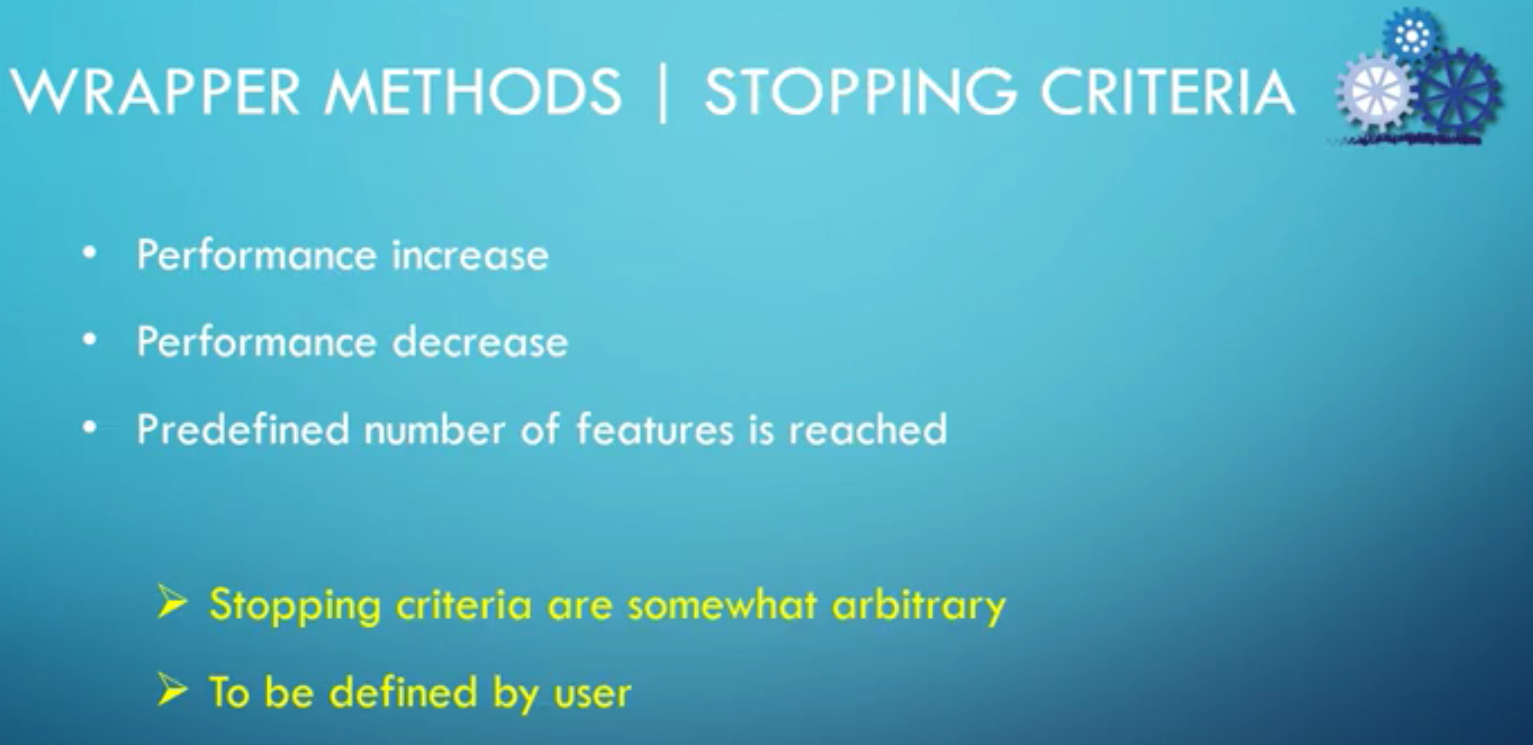 WRAPPER METHODS | STOPPING CRITERIA
• Performance increase
• Performance decrease
• Predefined number of features is reached
➢ Stopping criteria are somewhat arbitrary
➢ To be defined by user